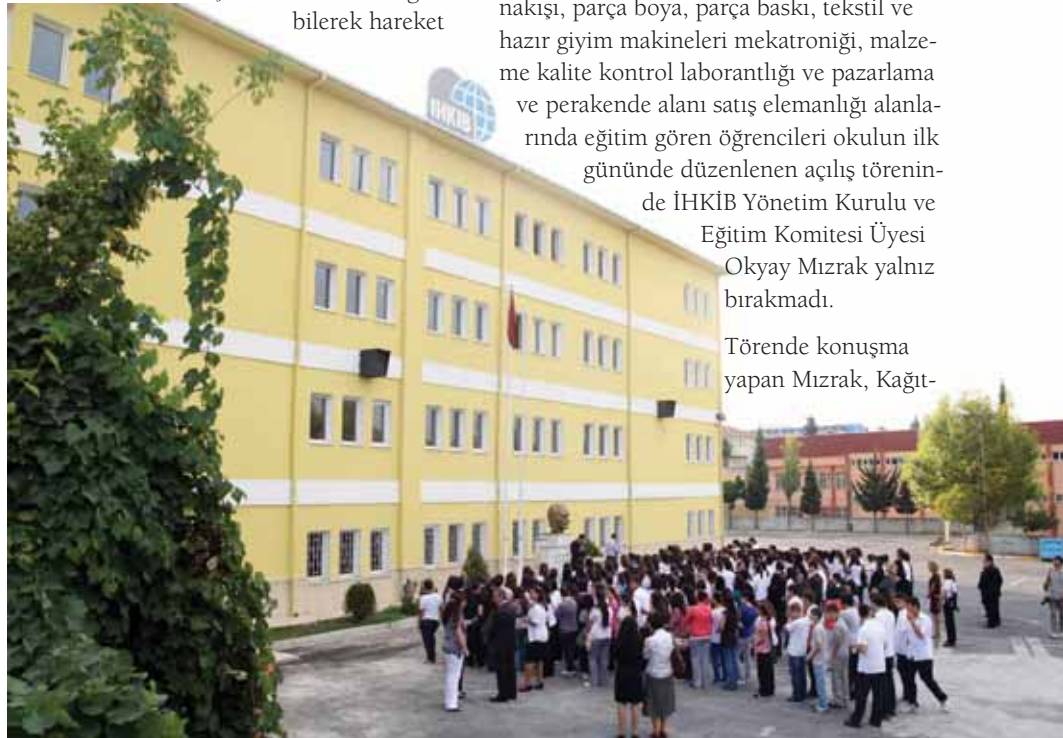 bilerek hareket
nakışı, parça boya, parça baskı, tekstil ve
hazır giyim makineleri mekatroniği, malze-
me kalite kontrol laborantlığı ve pazarlama
ve perakende alanı satış elemanlığı alanla-
rında eğitim gören öğrencileri okulun ilk
gününde düzenlenen açılış törenin-
de İHKİB Yönetim Kurulu ve
Eğitim Komitesi Üyesi
Okyay Mızrak yalnız
bırakmadı.
Törende konuşma
yapan Mızrak, Kağıt-
İHKİB